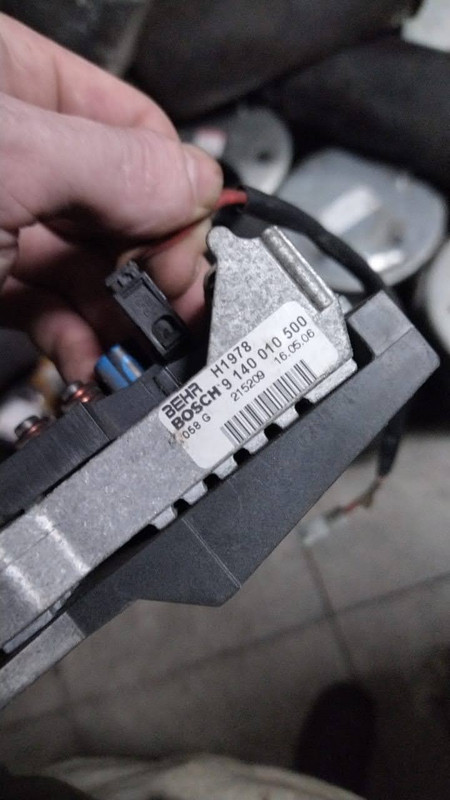 BEHR H1978
BOSCH 9 140 010 500
058 G 215209 16.05.06